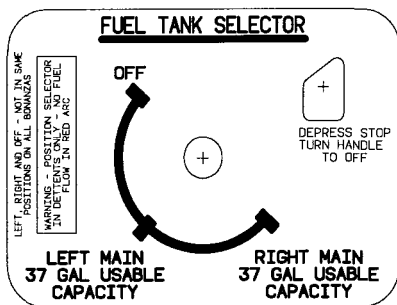 FUEL TANK SELECTOR
OFF
LEFT, RIGHT AND OFF - NOT IN SAME
POSITIONS ON ALL BONANZAS
WARNING - POSITION SELECTOR
IN DETTENTS ONLY - NO FUEL
FLOW IN RED ARC
DEPRESS STOP
TURN HANDLE
TO OFF
LEFT MAIN
37 GAL USABLE
CAPACITY
RIGHT MAIN
37 GAL USABLE
CAPACITY